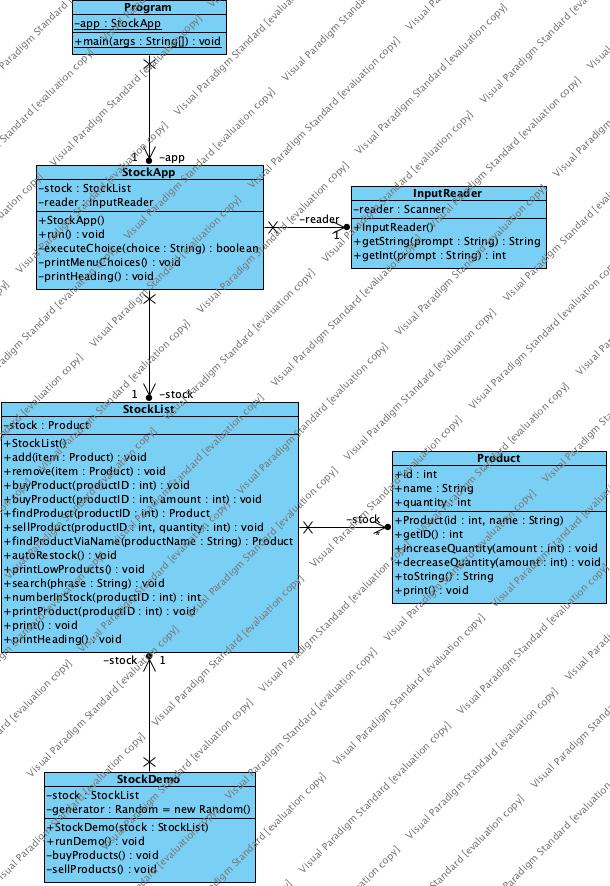 Program
-app : StockApp
+main(args : String[]) : void
1
-app
StockApp
-stock : StockList
-reader : InputReader
+StockApp()
+run() : void
-executeChoice(choice : String) : boolean
-printMenuChoices() : void
-printHeading() : void
-reader
1
InputReader
-reader : Scanner
+InputReader()
+getString(prompt : String) : String
+getInt(prompt : String) : int
1
-stock
StockList
-stock : Product
+StockList()
+add(item : Product) : void
+remove(item : Product) : void
+buyProduct(productID : int) : void
+buyProduct(productID : int, amount : int) : void
+findProduct(productID : int) : Product
+sellProduct(productID : int, quantity : int) : void
+findProductViaName(productName : String) : Product
+autoRestock() : void
+printLowProducts() : void
+search(phrase : String) : void
+numberInStock(productID : int) : int
+printProduct(productID : int) : void
+print() : void
+printHeading() : void
-stock
*
Product
+id : int
+name : String
+quantity : int
+Product(id : int, name : String)
+getID() : int
+increaseQuantity(amount : int) : void
+decreaseQuantity(amount : int) : void
+toString() : String
+print() : void
-stock
1
StockDemo
-stock : StockList
-generator : Random = new Random()
+StockDemo(stock : StockList)
+runDemo() : void
-buyProducts() : void
-sellProducts() : void
Visual Paradigm Standard [evaluation copy]